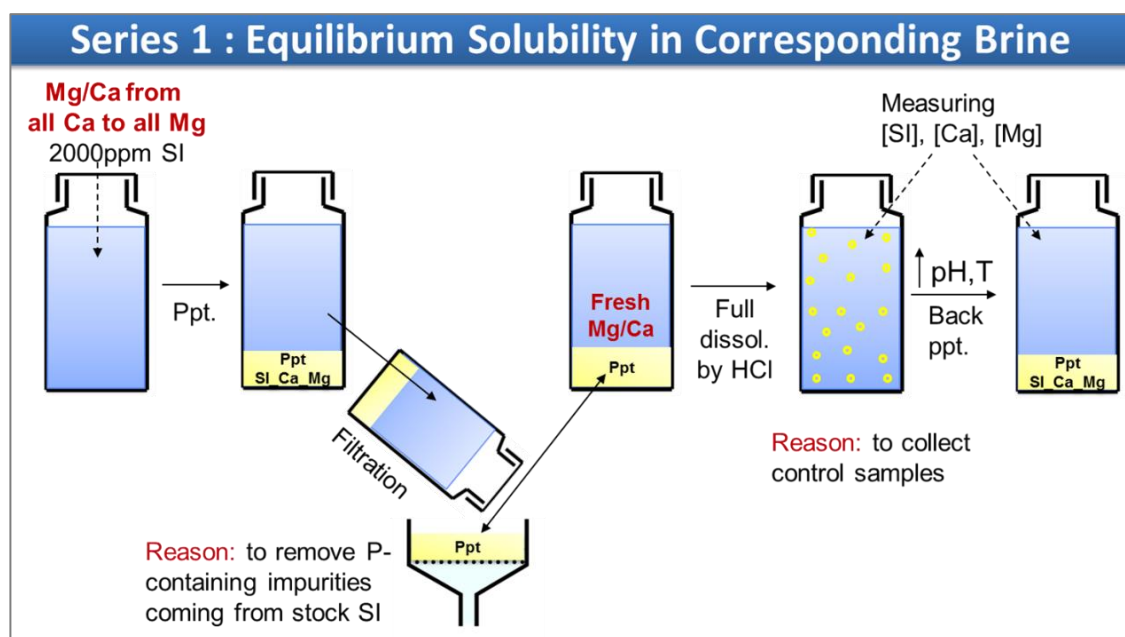 Series 1 : Equilibrium Solubility in Corresponding Brine
Mg/Ca from
all Ca to all Mg
2000ppm SI
Ppt.
Ppt
SI_Ca_Mg
Filtration
Reason: to remove P-
containing impurities
coming from stock SI
Ppt
Fresh
Mg/Ca
Ppt
Full
dissol.
by HCl
Measuring
[SI], [Ca], [Mg]
Reason: to collect
control samples
↑ pH,T
Back
ppt.
Ppt
SI_Ca_Mg